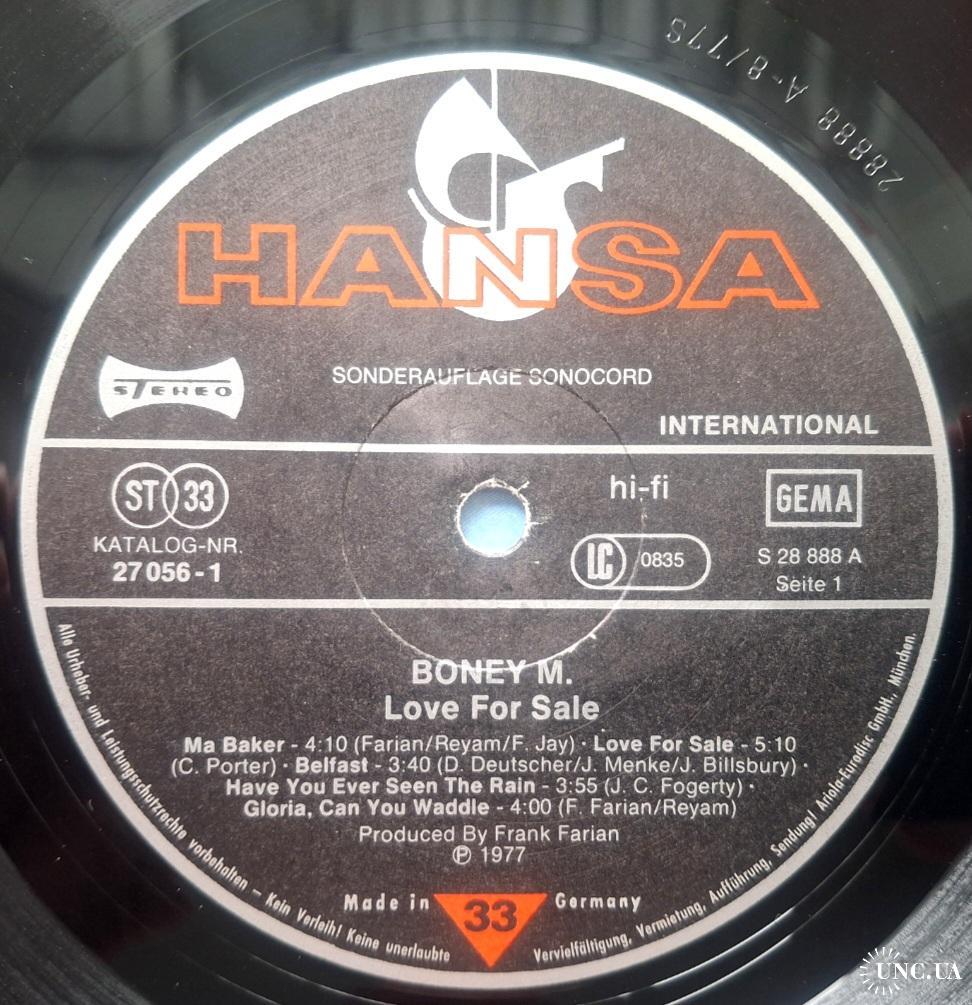 28888 A-8/77S
HANSA
STEREO
SONDERAUFLAGE SONOCORD
INTERNATIONAL
ST 33
hi-fi
GEMA
KATALOG-NR.
27 056 - 1
LC 0835
S 28 888 A
Seite 1
BONEY M.
Love For Sale
Ma Baker - 4:10 (Farian/Reyam/F. Jay) · Love For Sale - 5:10
(C. Porter) · Belfast - 3:40 (D. Deutscher/J. Menke/J. Billsbury) ·
Have You Ever Seen The Rain - 3:55 (J. C. Fogerty) ·
Gloria, Can You Waddle - 4:00 (F. Farian/Reyam)
Produced By Frank Farian
℗ 1977
Made in 33 Germany
Alle Urheber- und Leistungsschutzrechte vorbehalten – Kein Verleih! Keine unerlaubte Vervielfältigung, Vermietung, Aufführung, Sendung! Ariola-Eurodisc GmbH., München.
UNC.UA